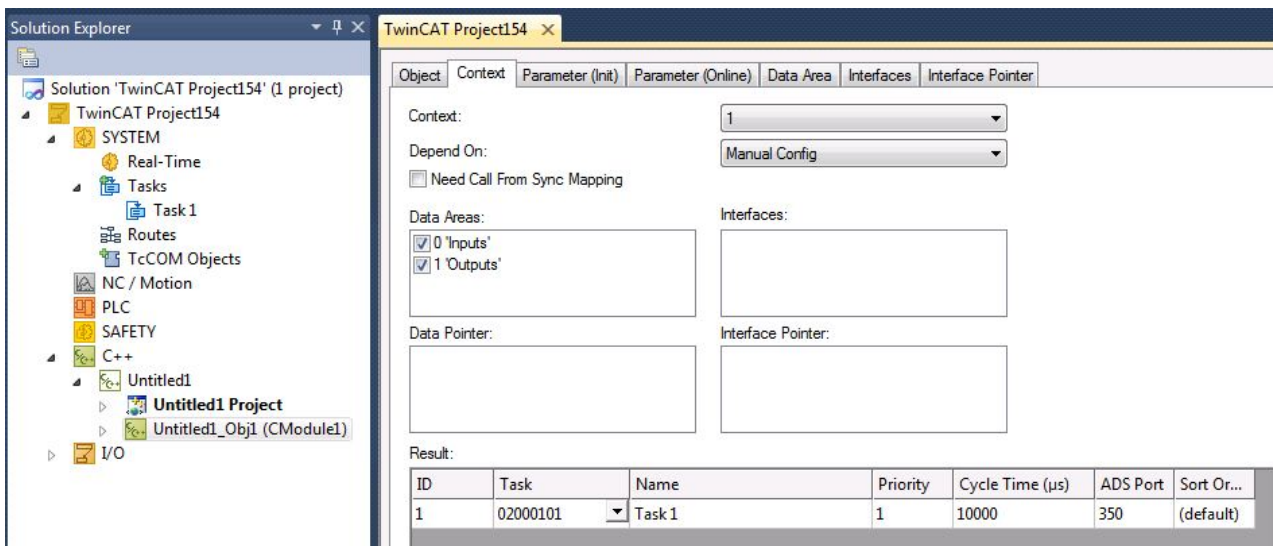 Solution Explorer
TwinCAT Project154
Solution 'TwinCAT Project154' (1 project)
TwinCAT Project154
SYSTEM
Real-Time
Tasks
Task 1
Routes
TcCOM Objects
NC / Motion
PLC
SAFETY
C++
Untitled1
Untitled1 Project
Untitled1_Obj1 (CModule1)
I/O
Object Context Parameter (Init) Parameter (Online) Data Area Interfaces Interface Pointer
Context: 1
Depend On: Manual Config
Need Call From Sync Mapping
Data Areas: Interfaces:
0 'Inputs'
1 'Outputs'
Data Pointer: Interface Pointer:
Result:
ID Task Name Priority Cycle Time (µs) ADS Port Sort Or...
1 02000101 Task 1 1 10000 350 (default)